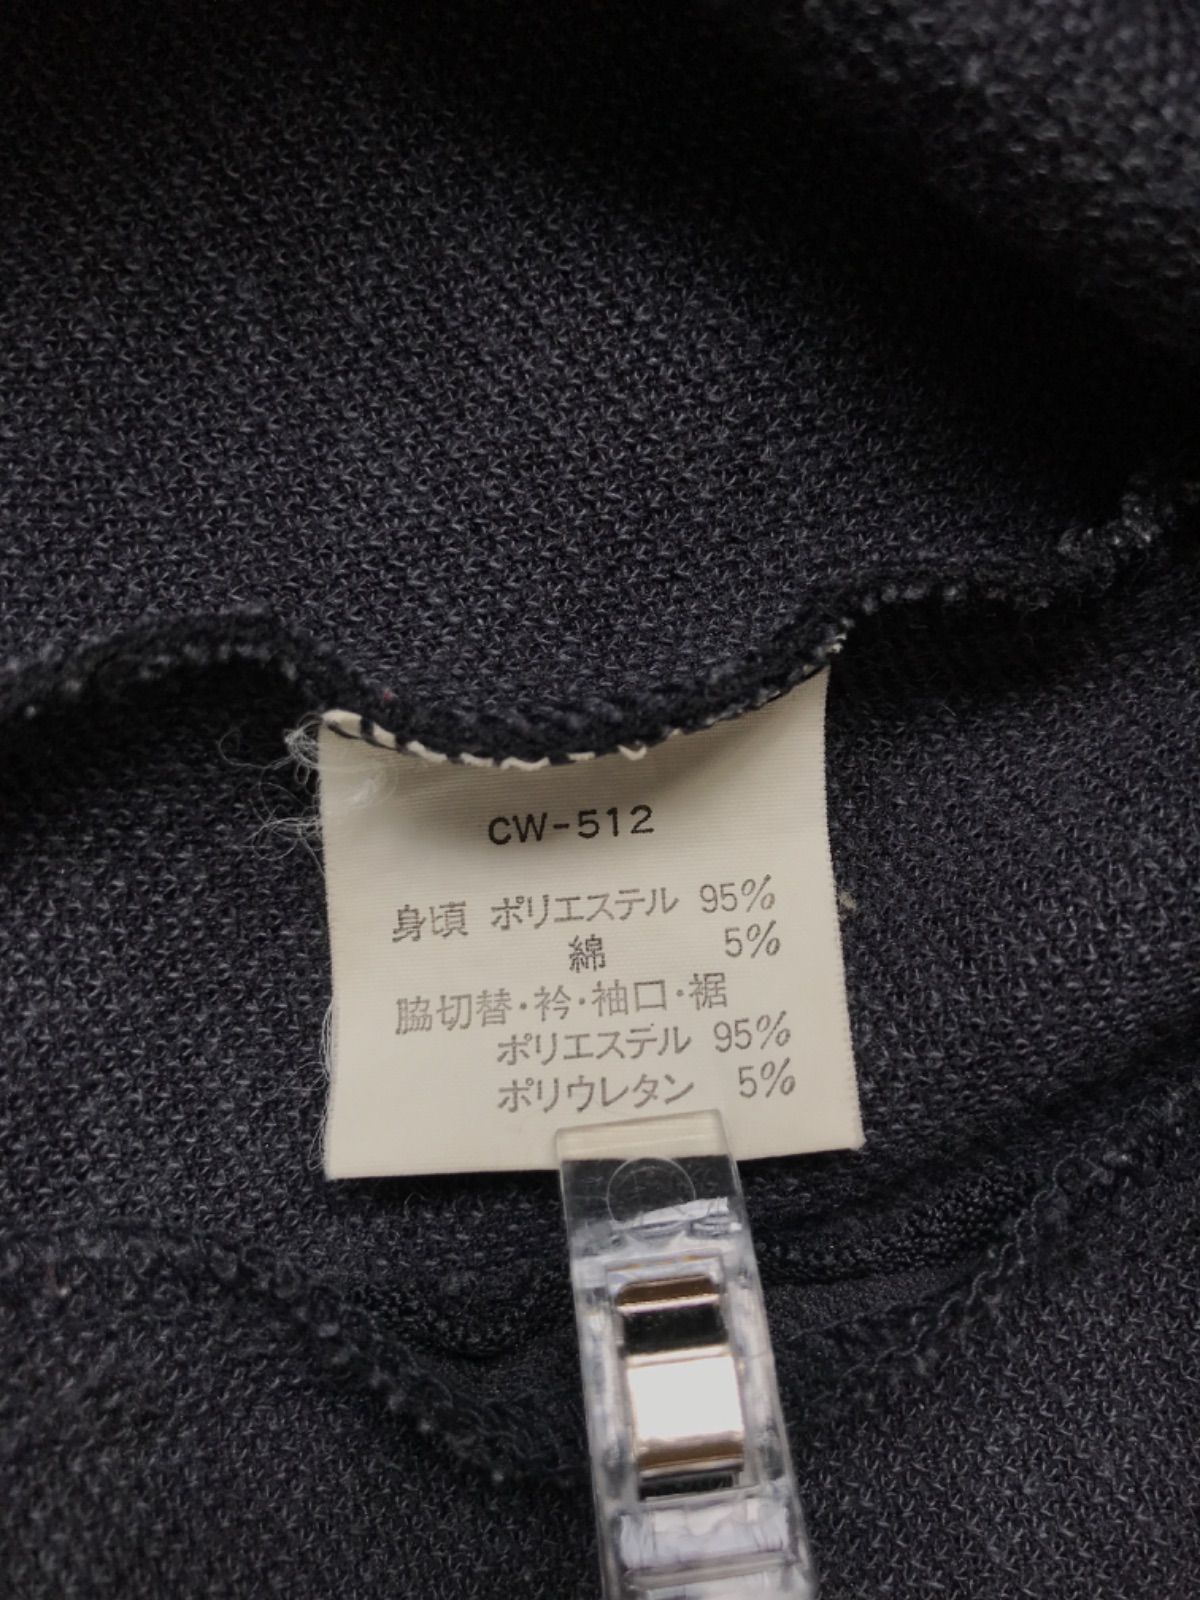 CW-512
身頃 ポリエステル 95%
綿 5%
脇切替・衿・袖口・裾
ポリエステル 95%
ポリウレタン 5%